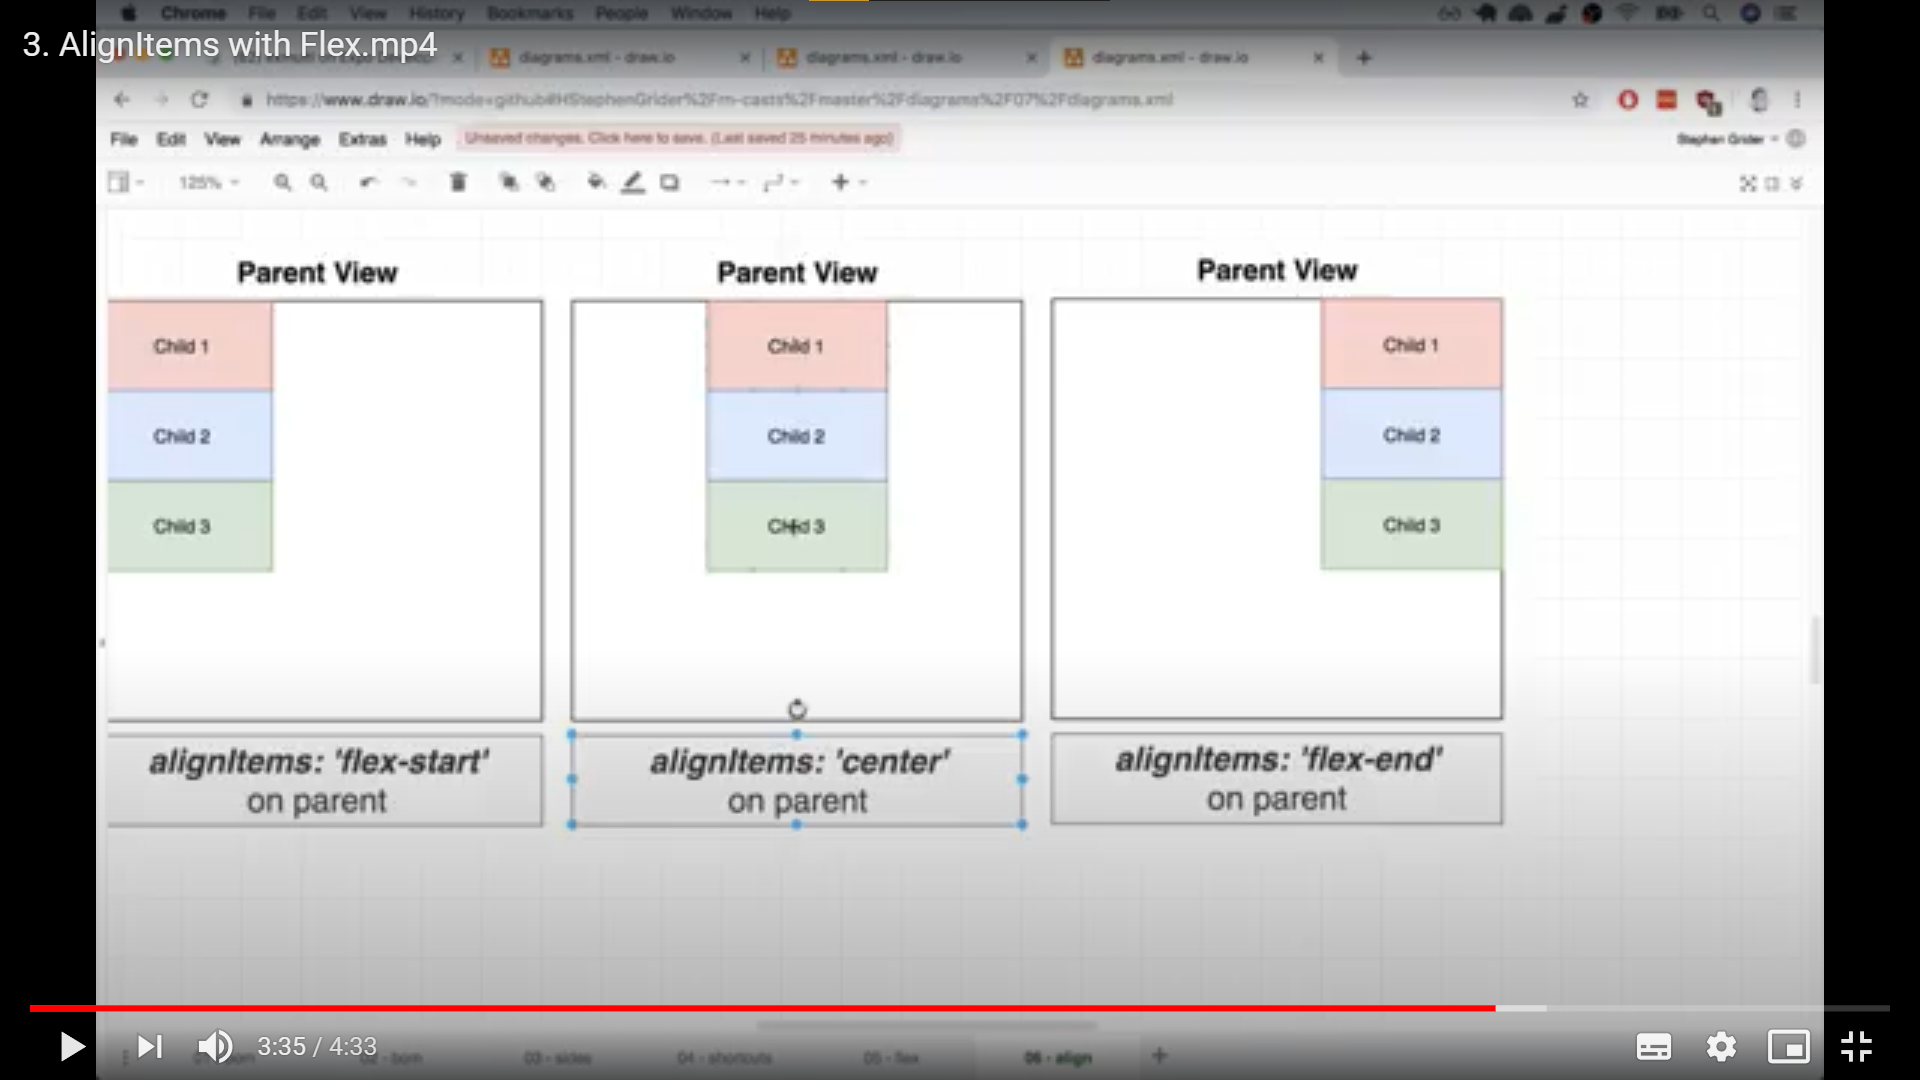 Chrome File Edit View History Bookmarks People Window Help
3. AlignItems with Flex.mp4
diagrams.xml - draw.io
diagrams.xml - draw.io
diagrams.xml - draw.io
https://www.draw.io/?mode=github#HStephenGrider%2Frn-casts%2Fmaster%2Fdiagrams%2F07%2Fdiagrams.xml
File Edit View Arrange Extras Help Unsaved changes. Click here to save. (Last saved 25 minutes ago)
Stephen Grider
125%
Parent View
Parent View
Parent View
Child 1
Child 1
Child 1
Child 2
Child 2
Child 2
Child 3
Child 3
Child 3
alignItems: 'flex-start'
on parent
alignItems: 'center'
on parent
alignItems: 'flex-end'
on parent
3:35 / 4:33
03 - sides
04 - shortcuts
05 - flex
06 - align